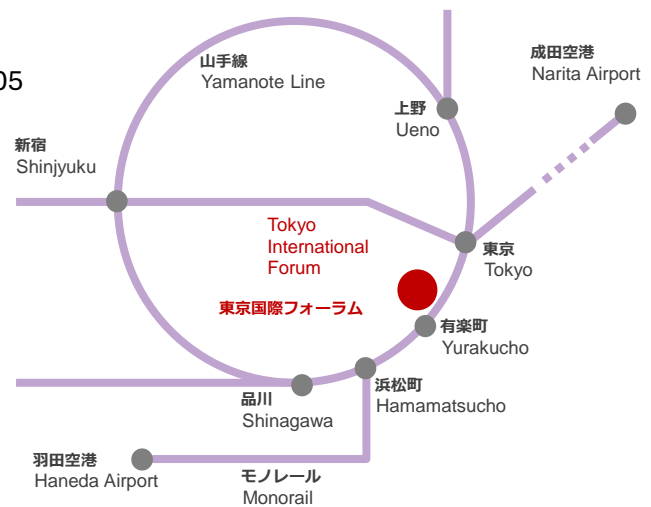 山手線
Yamanote Line
成田空港
Narita Airport
05
上野
Ueno
新宿
Shinjyuku
Tokyo
International
Forum
東京国際フォーラム
東京
Tokyo
有楽町
Yurakucho
浜松町
Hamamatsucho
品川
Shinagawa
羽田空港
Haneda Airport
モノレール
Monorail